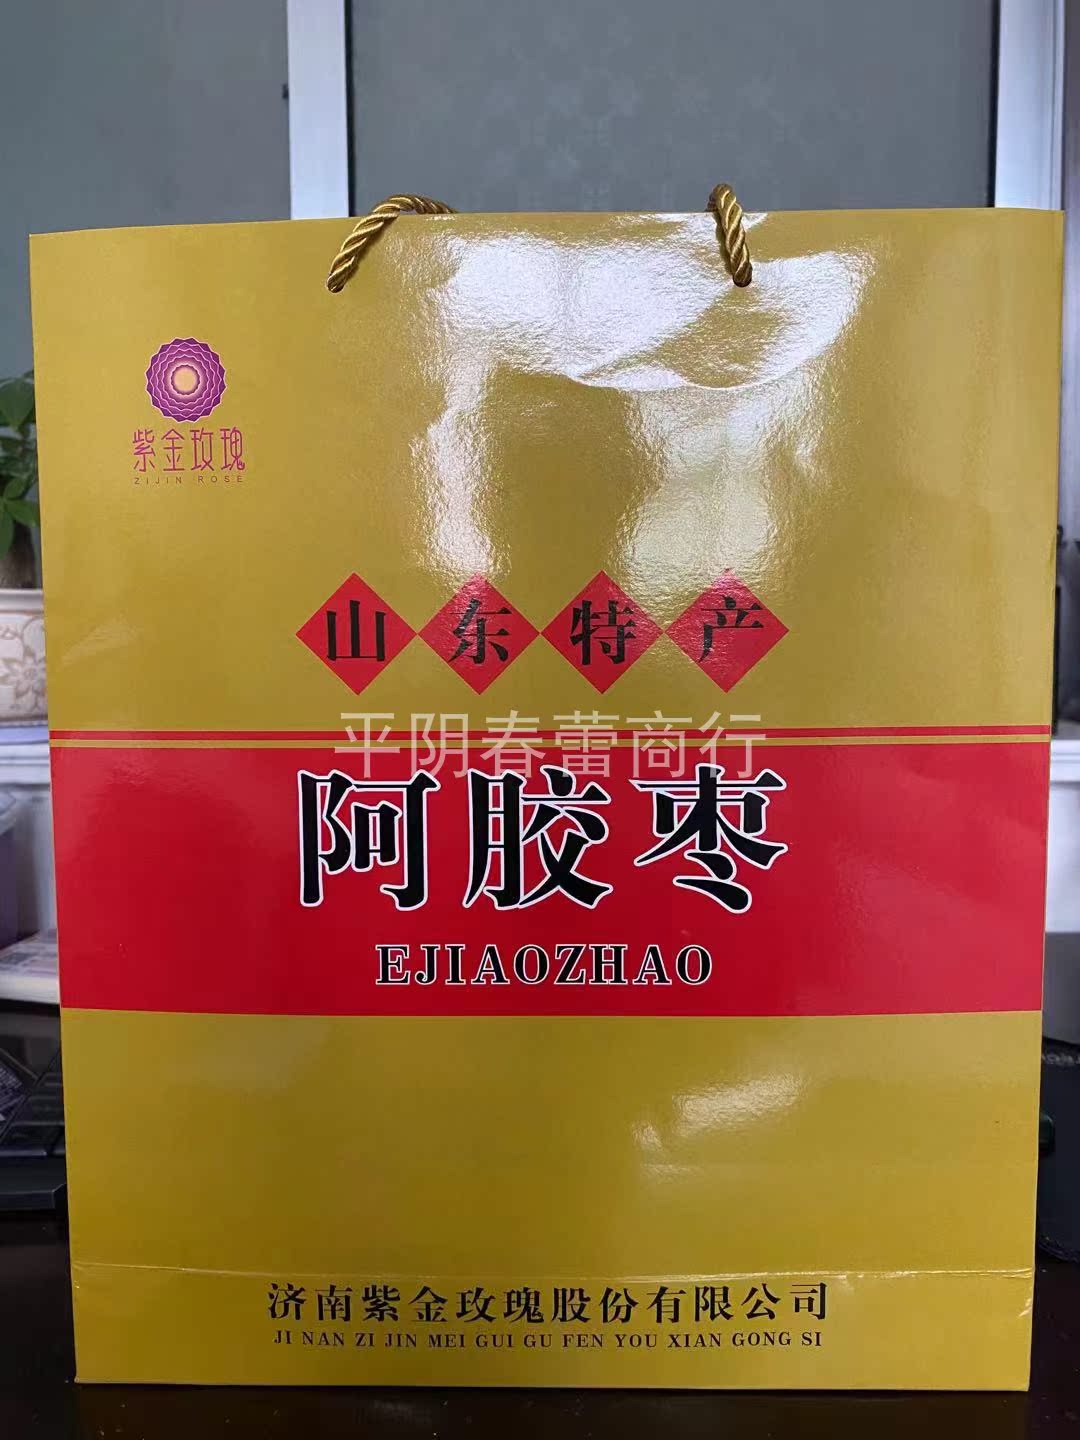 紫金玫瑰
ZIJIN ROSE
山东特产
平阴春蕾商行
阿胶枣
EJIAOZHAO
济南紫金玫瑰股份有限公司
JI NAN ZI JIN MEI GUI GU FEN YOU XIAN GONG SI